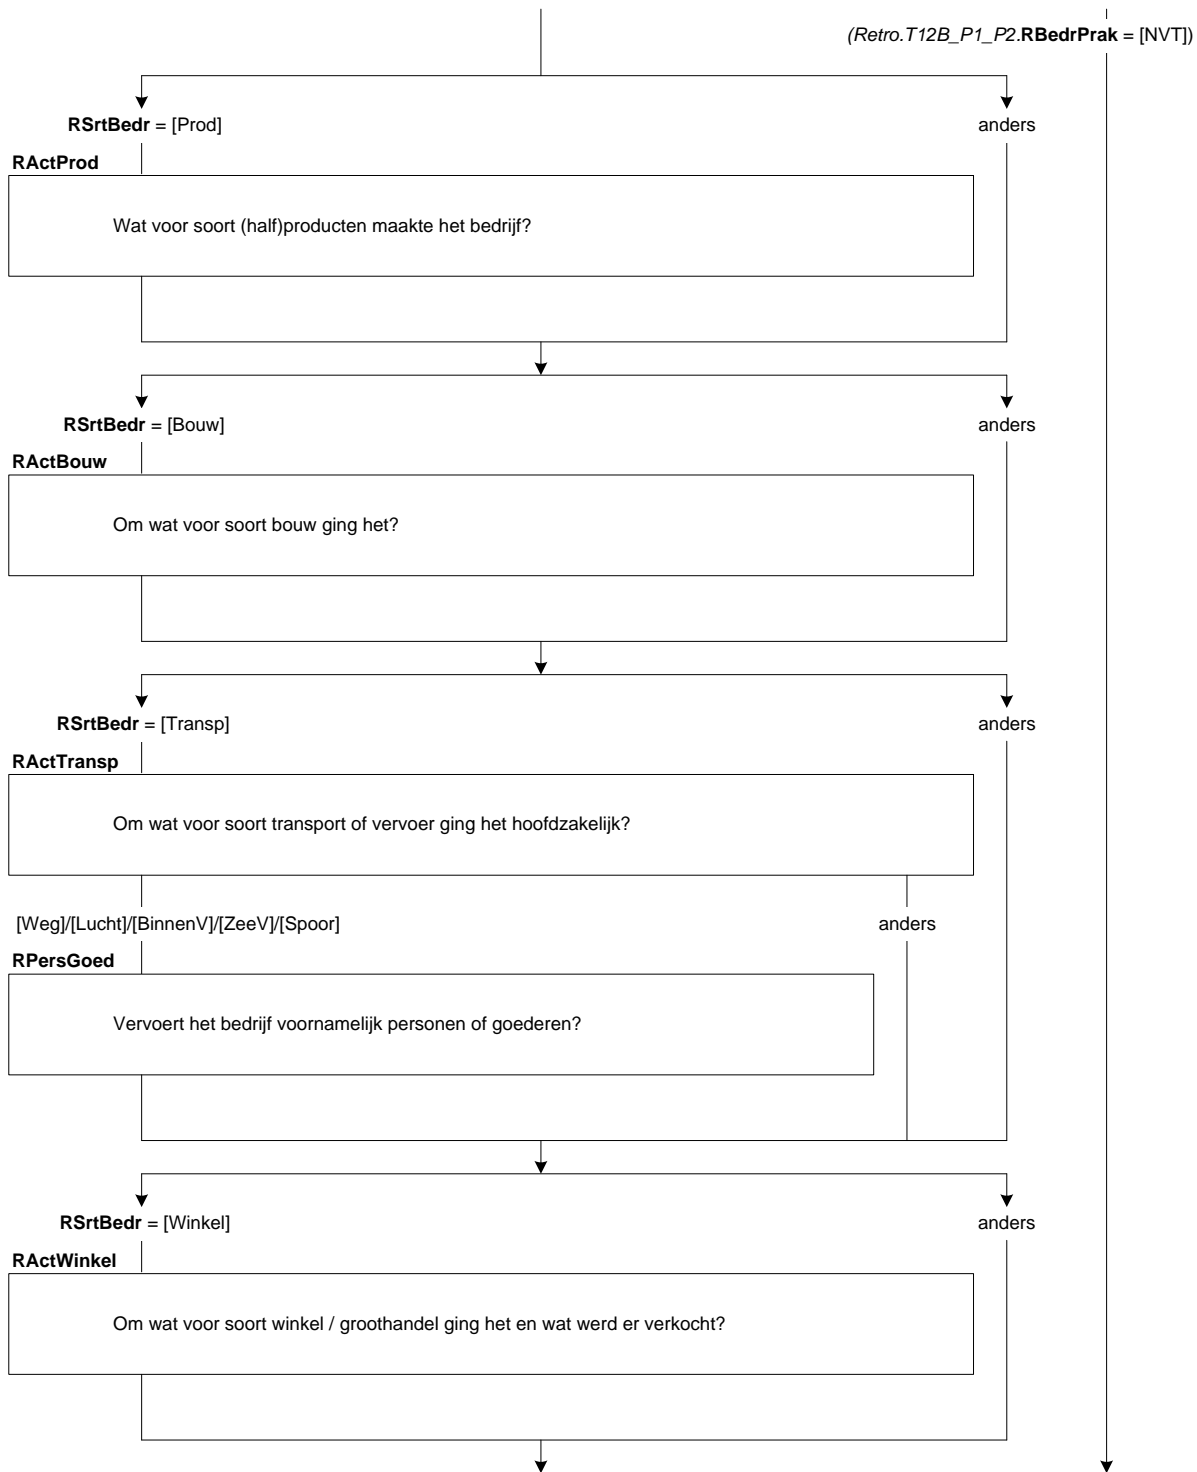 (Retro.T12B_P1_P2.RBedrPrak = [NVT])
RSrtBedr = [Prod] anders
RActProd
Wat voor soort (half)producten maakte het bedrijf?
RSrtBedr = [Bouw] anders
RActBouw
Om wat voor soort bouw ging het?
RSrtBedr = [Transp] anders
RActTransp
Om wat voor soort transport of vervoer ging het hoofdzakelijk?
[Weg]/[Lucht]/[BinnenV]/[ZeeV]/[Spoor] anders
RPersGoed
Vervoert het bedrijf voornamelijk personen of goederen?
RSrtBedr = [Winkel] anders
RActWinkel
Om wat voor soort winkel / groothandel ging het en wat werd er verkocht?